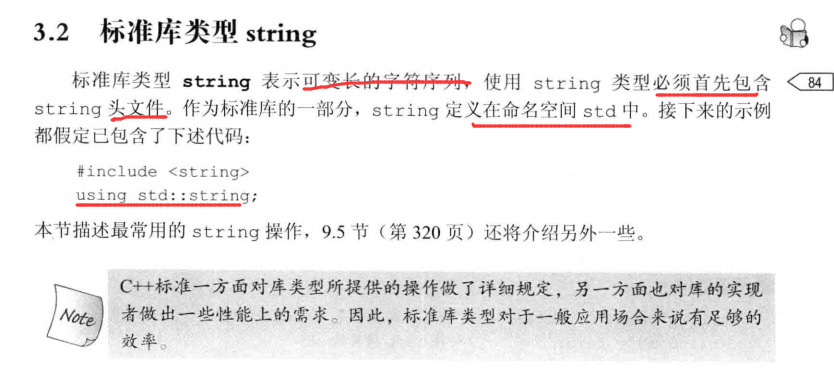 3.2 标准库类型 string
标准库类型 string 表示可变长的字符序列，使用 string 类型必须首先包含
84
string 头文件。作为标准库的一部分，string 定义在命名空间 std 中。接下来的示例
都假定已包含了下述代码：
#include <string>
using std::string;
本节描述最常用的 string 操作，9.5 节（第 320 页）还将介绍另外一些。
C++标准一方面对库类型所提供的操作做了详细规定，另一方面也对库的实现
Note
者做出一些性能上的需求。因此，标准库类型对于一般应用场合来说有足够的
效率。